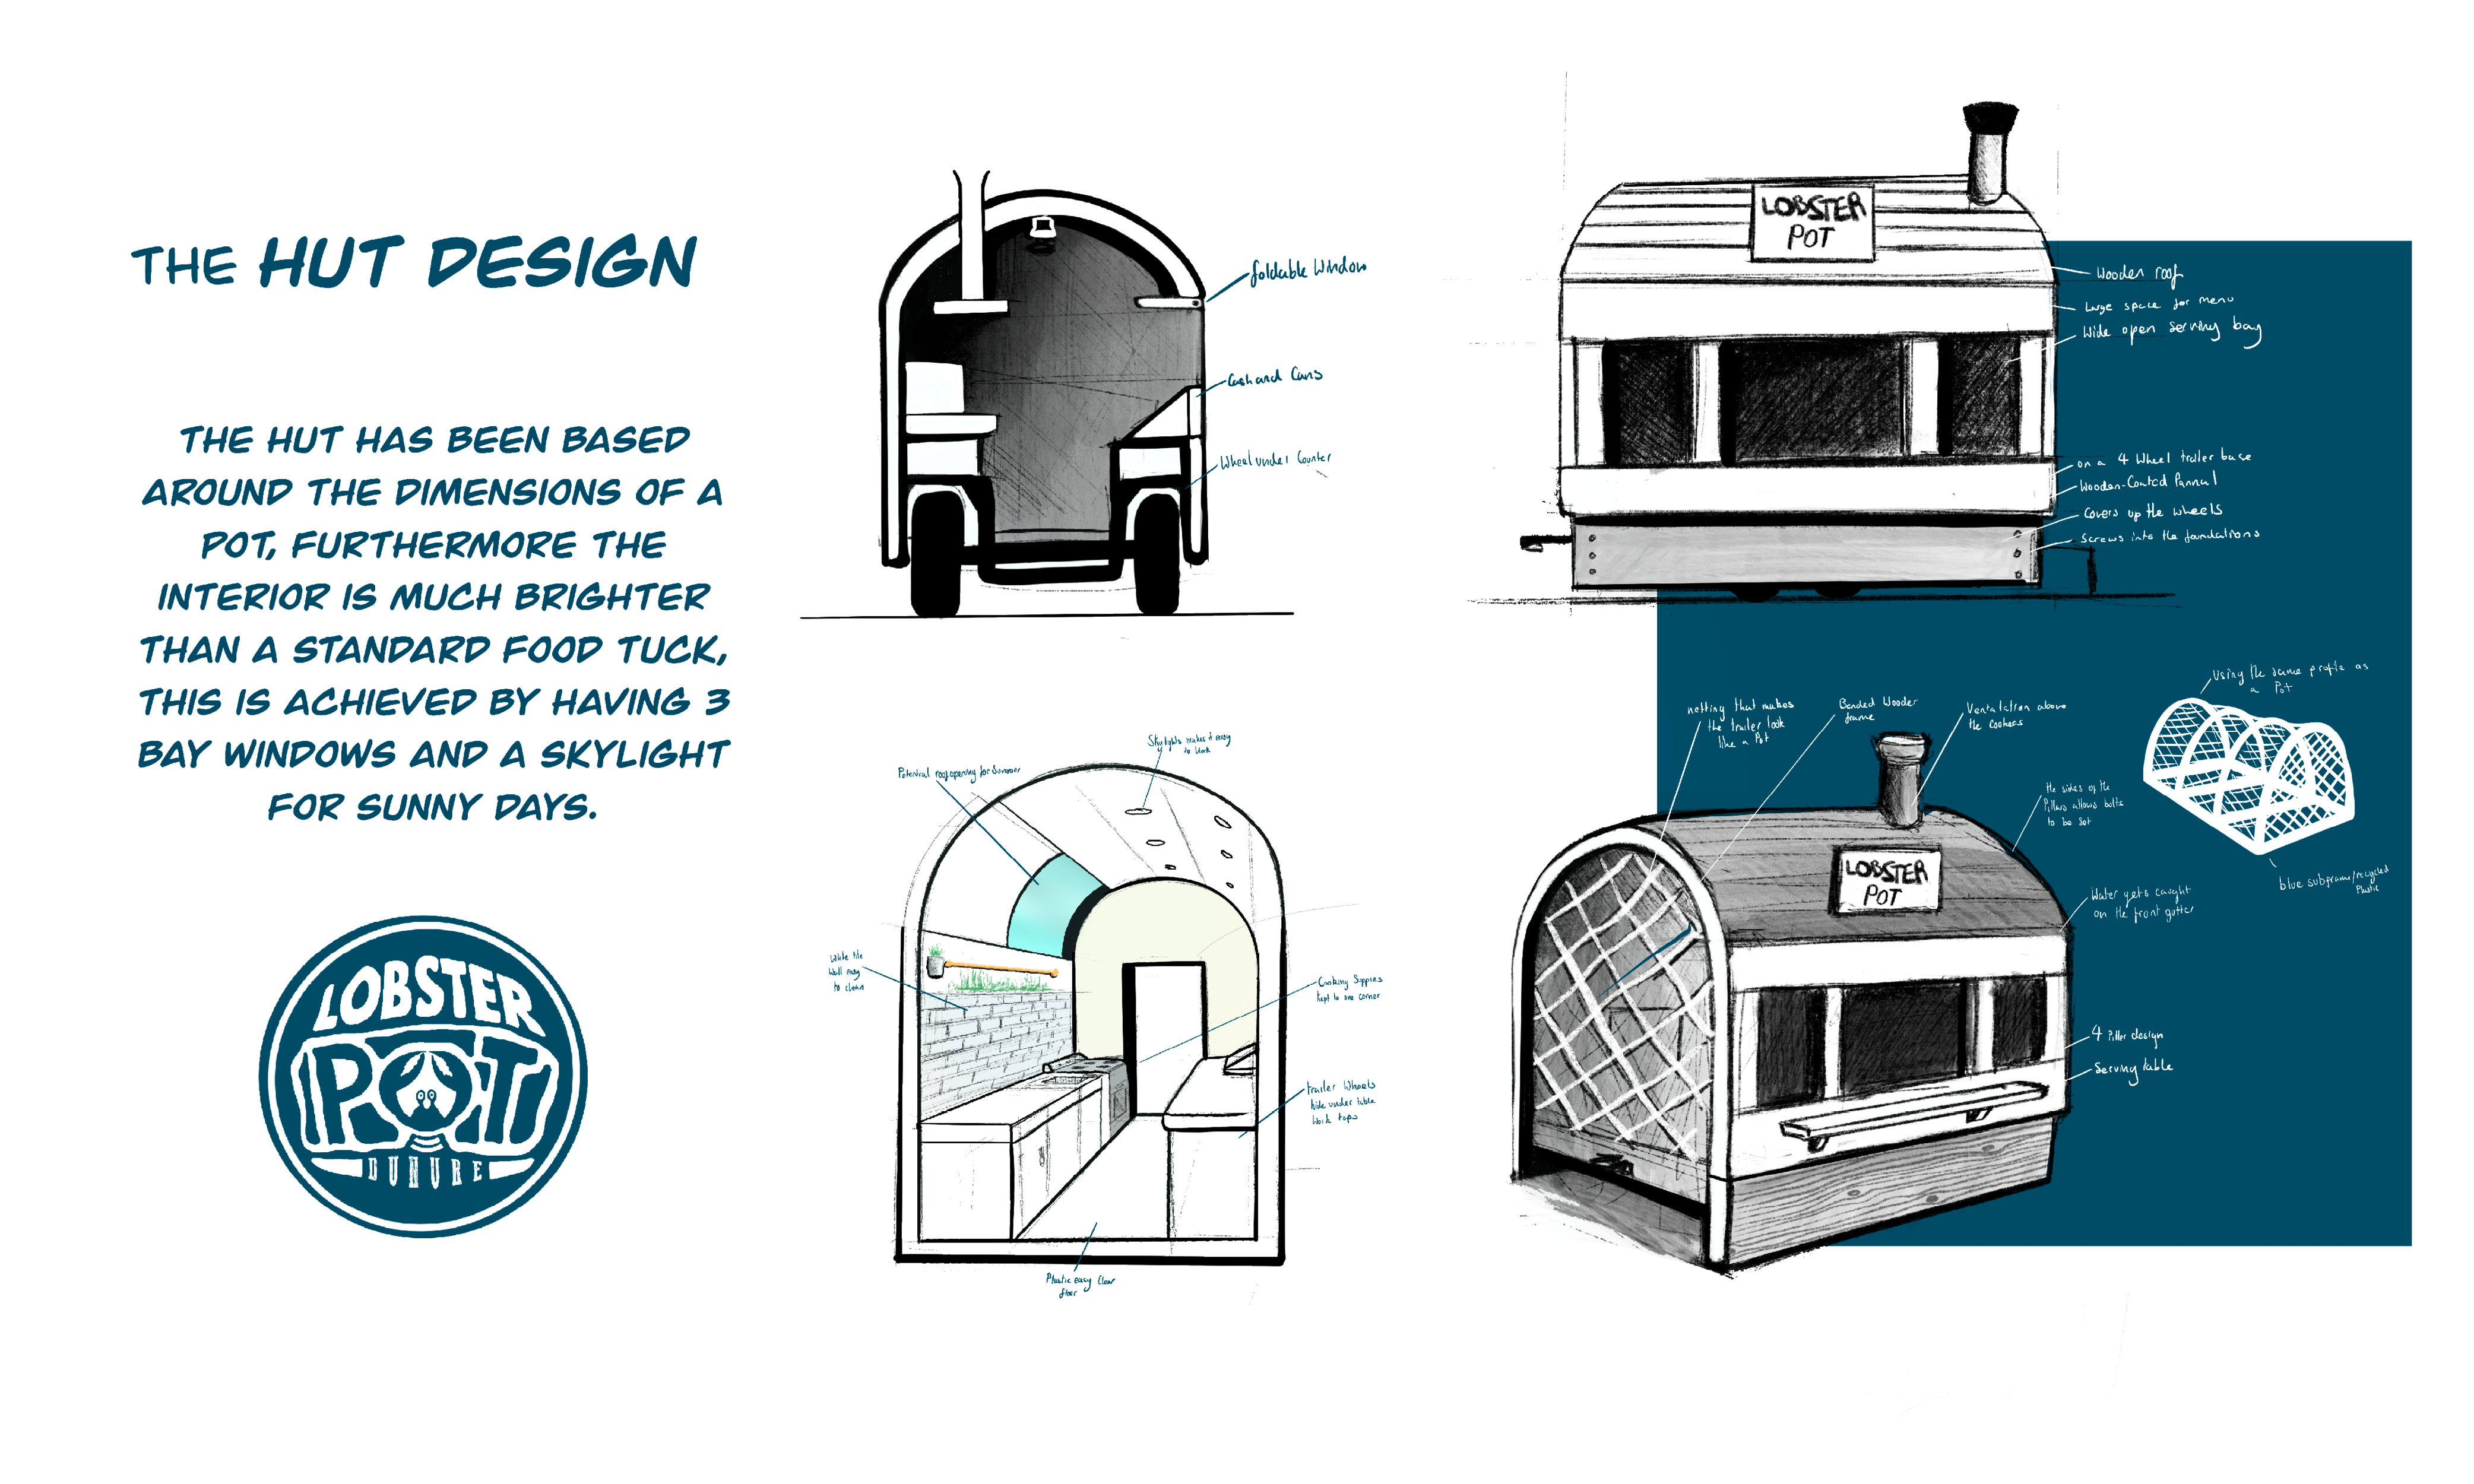 THE HUT DESIGN
THE HUT HAS BEEN BASED
AROUND THE DIMENSIONS OF A
POT, FURTHERMORE THE
INTERIOR IS MUCH BRIGHTER
THAN A STANDARD FOOD TUCK,
THIS IS ACHIEVED BY HAVING 3
BAY WINDOWS AND A SKYLIGHT
FOR SUNNY DAYS.
LOBSTER
POT
DUNURE
foldable Window
Cash and Cans
Wheel under Counter
LOBSTER
POT
Wooden roof
Large space for menu
Wide open serving bay
on a 4 Wheel trailer base
Wooden-Coated Pannal
Covers up the wheels
Screws into the foundations
Skylights makes it easy
to work
Potential roof opening for Summer
White tile
Wall easy
to clean
Cooking Suppies
kept to one corner
trailer Wheels
hide under table
Work tops
Plastic easy Clean
floor
netting that makes
the trailer look
like a Pot
Bended Wooden
frame
Ventalation above
the cookers
Using the same profile as
a Pot
the sides of the
Pillars allows bolts
to be set
blue subframe/recycled
Plastic
Water gets caught
on the front gutter
LOBSTER
POT
4 Piller design
Serving table